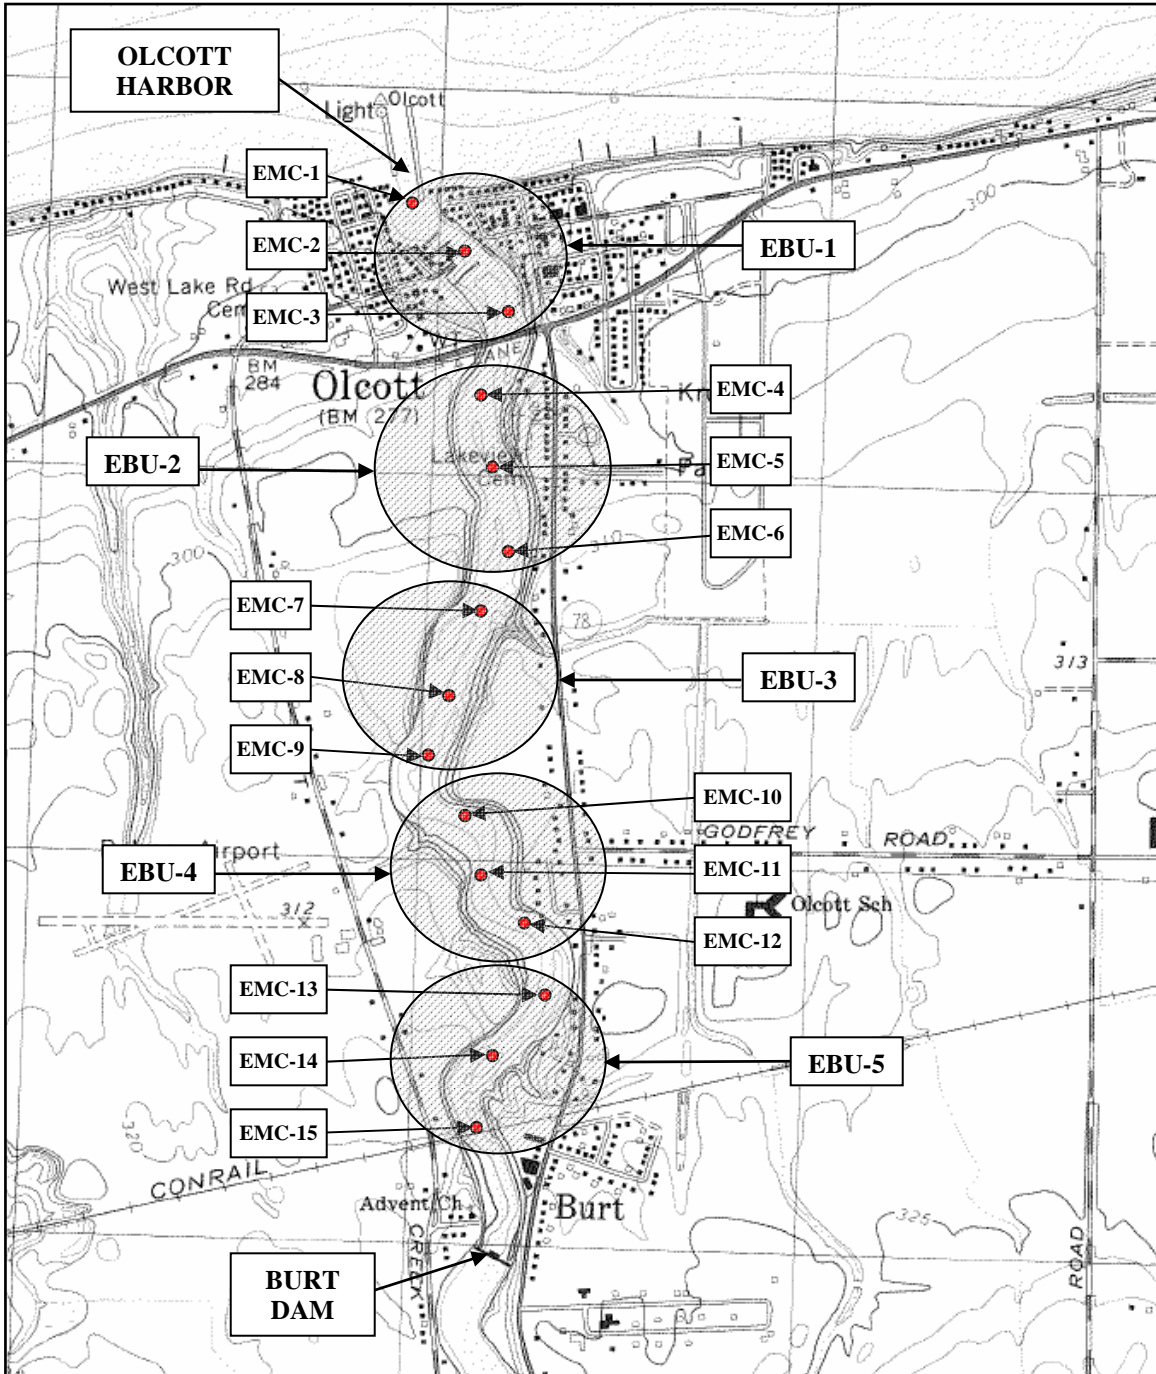 OLCOTT
HARBOR
Light
Olcott
6
EMC-1
EMC-2
EBU-1
300
West Lake Rd
Cem
EMC-3
BM
284
Olcott
(BM 277)
EMC-4
EBU-2
Lakeview
Cem
EMC-5
EMC-6
310
300
EMC-7
78
313
EMC-8
EBU-3
EMC-9
EMC-10
GODFREY
ROAD
Airport
EBU-4
EMC-11
312
Olcott Sch
EMC-12
EMC-13
EMC-14
EBU-5
EMC-15
320
CONRAIL
Advent Ch
Burt
325
CREEK
ROAD
BURT
DAM